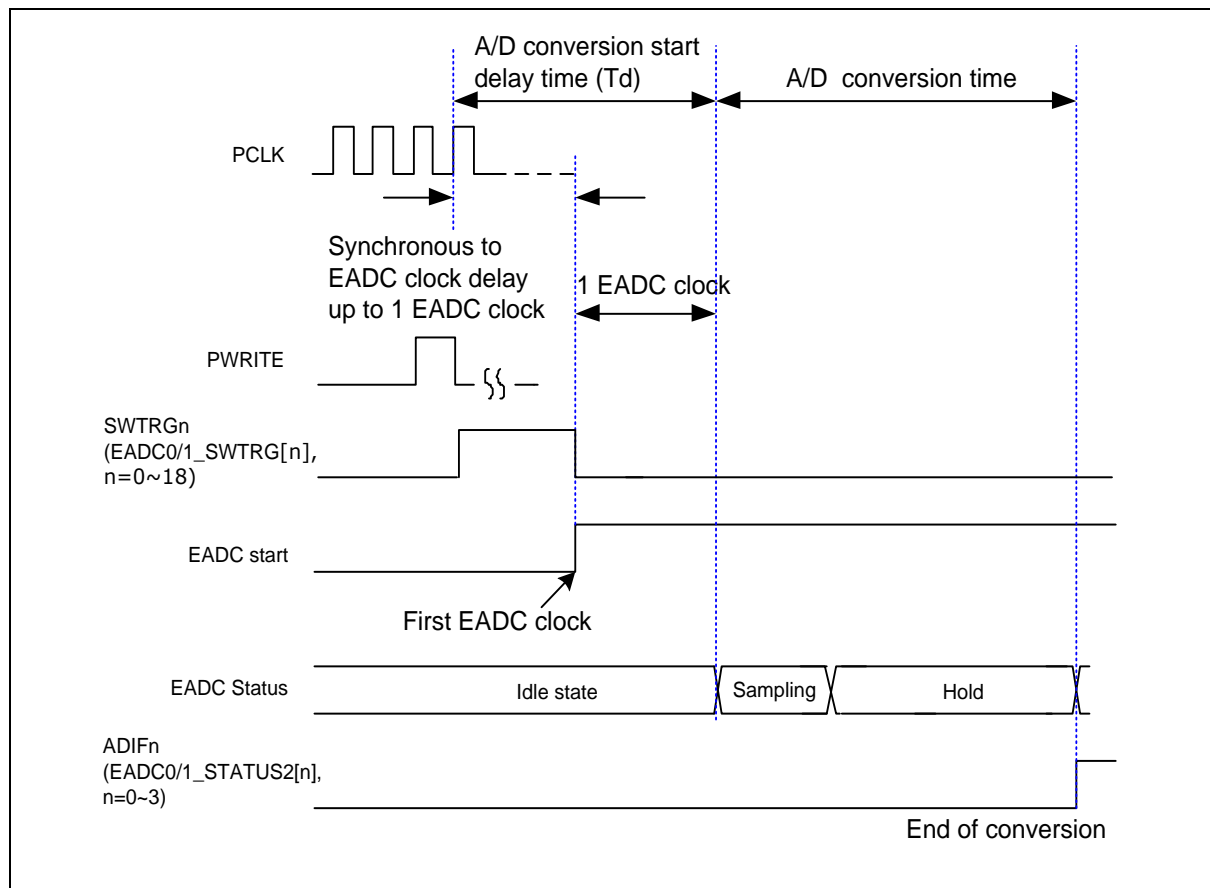 A/D conversion start
delay time (Td)
A/D conversion time
PCLK
Synchronous to
EADC clock delay
up to 1 EADC clock
1 EADC clock
PWRITE
SWTRGn
(EADC0/1_SWTRG[n],
n=0~18)
EADC start
First EADC clock
EADC Status
Idle state
Sampling
Hold
ADIFn
(EADC0/1_STATUS2[n],
n=0~3)
End of conversion